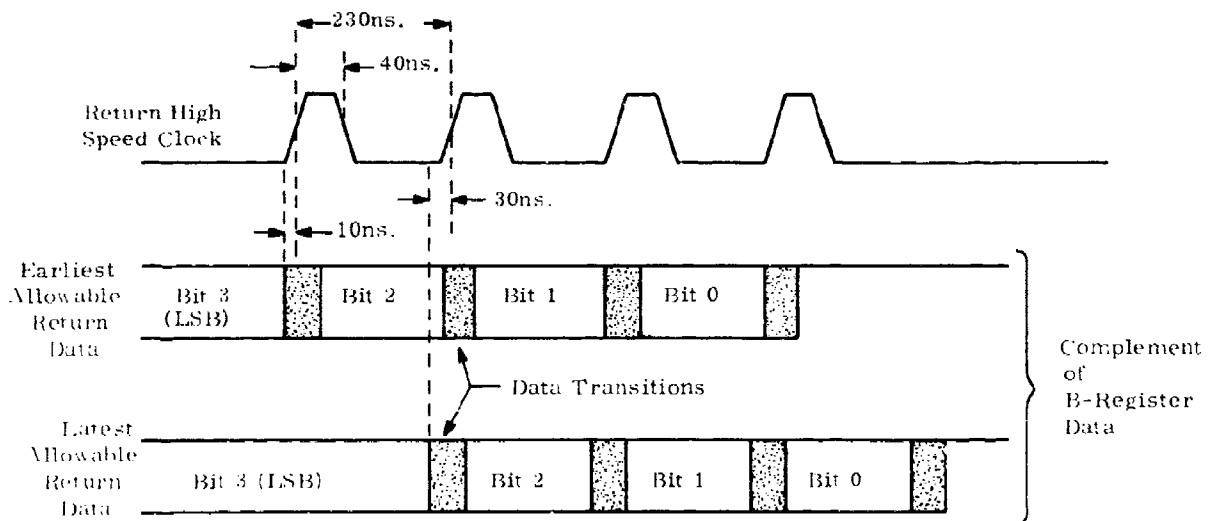 230ns.
40ns.
Return High
Speed Clock
30ns.
10ns.
Earliest
Allowable
Return
Data
Bit 3
(LSB)
Bit 2
Bit 1
Bit 0
Data Transitions
Complement
of
B-Register
Data
Latest
Allowable
Return
Data
Bit 3 (LSB)
Bit 2
Bit 1
Bit 0